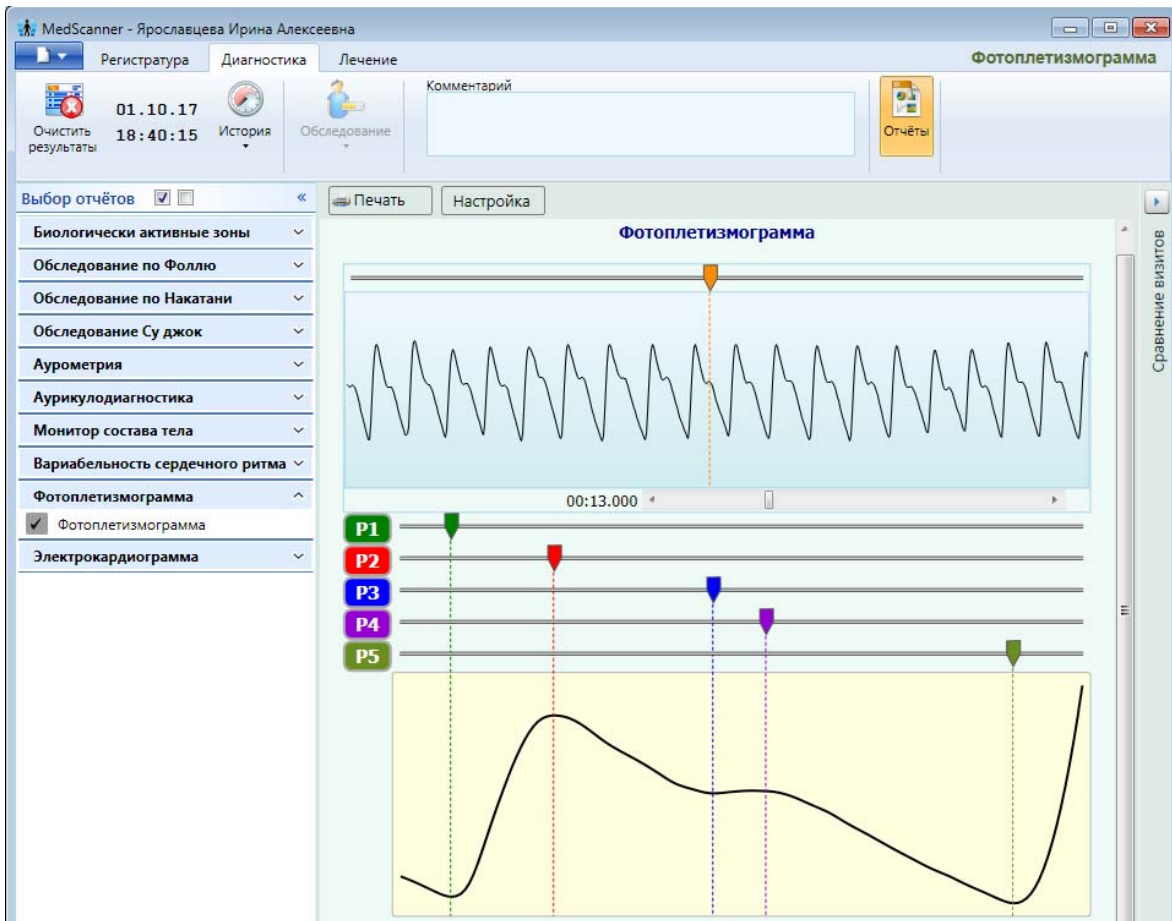 MedScanner - Ярославцева Ирина Алексеевна
Регистратура
Диагностика
Лечение
Фотоплетизмограмма
Очистить
результаты
01.10.17
18:40:15
История
Обследование
Комментарий
Отчёты
Выбор отчётов
Биологически активные зоны
Обследование по Фоллю
Обследование по Накатани
Обследование Су джок
Аурометрия
Аурикулодиагностика
Монитор состава тела
Вариабельность сердечного ритма
Фотоплетизмограмма
Фотоплетизмограмма
Электрокардиограмма
Печать
Настройка
Фотоплетизмограмма
00:13.000
P1
P2
P3
P4
P5
Сравнение визитов